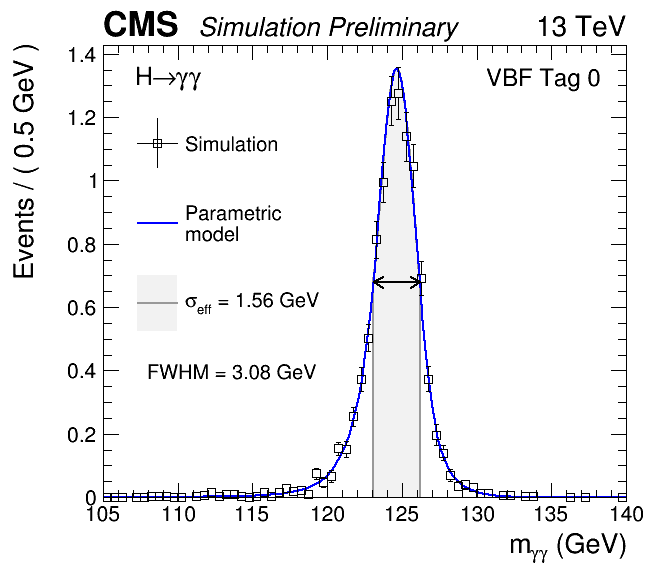 CMS Simulation Preliminary 13 TeV
H→γγ
VBF Tag 0
Simulation
Parametric
model
σeff = 1.56 GeV
FWHM = 3.08 GeV
Events / ( 0.5 GeV )
1.4
1.2
1
0.8
0.6
0.4
0.2
0
105 110 115 120 125 130 135 140
mγγ (GeV)